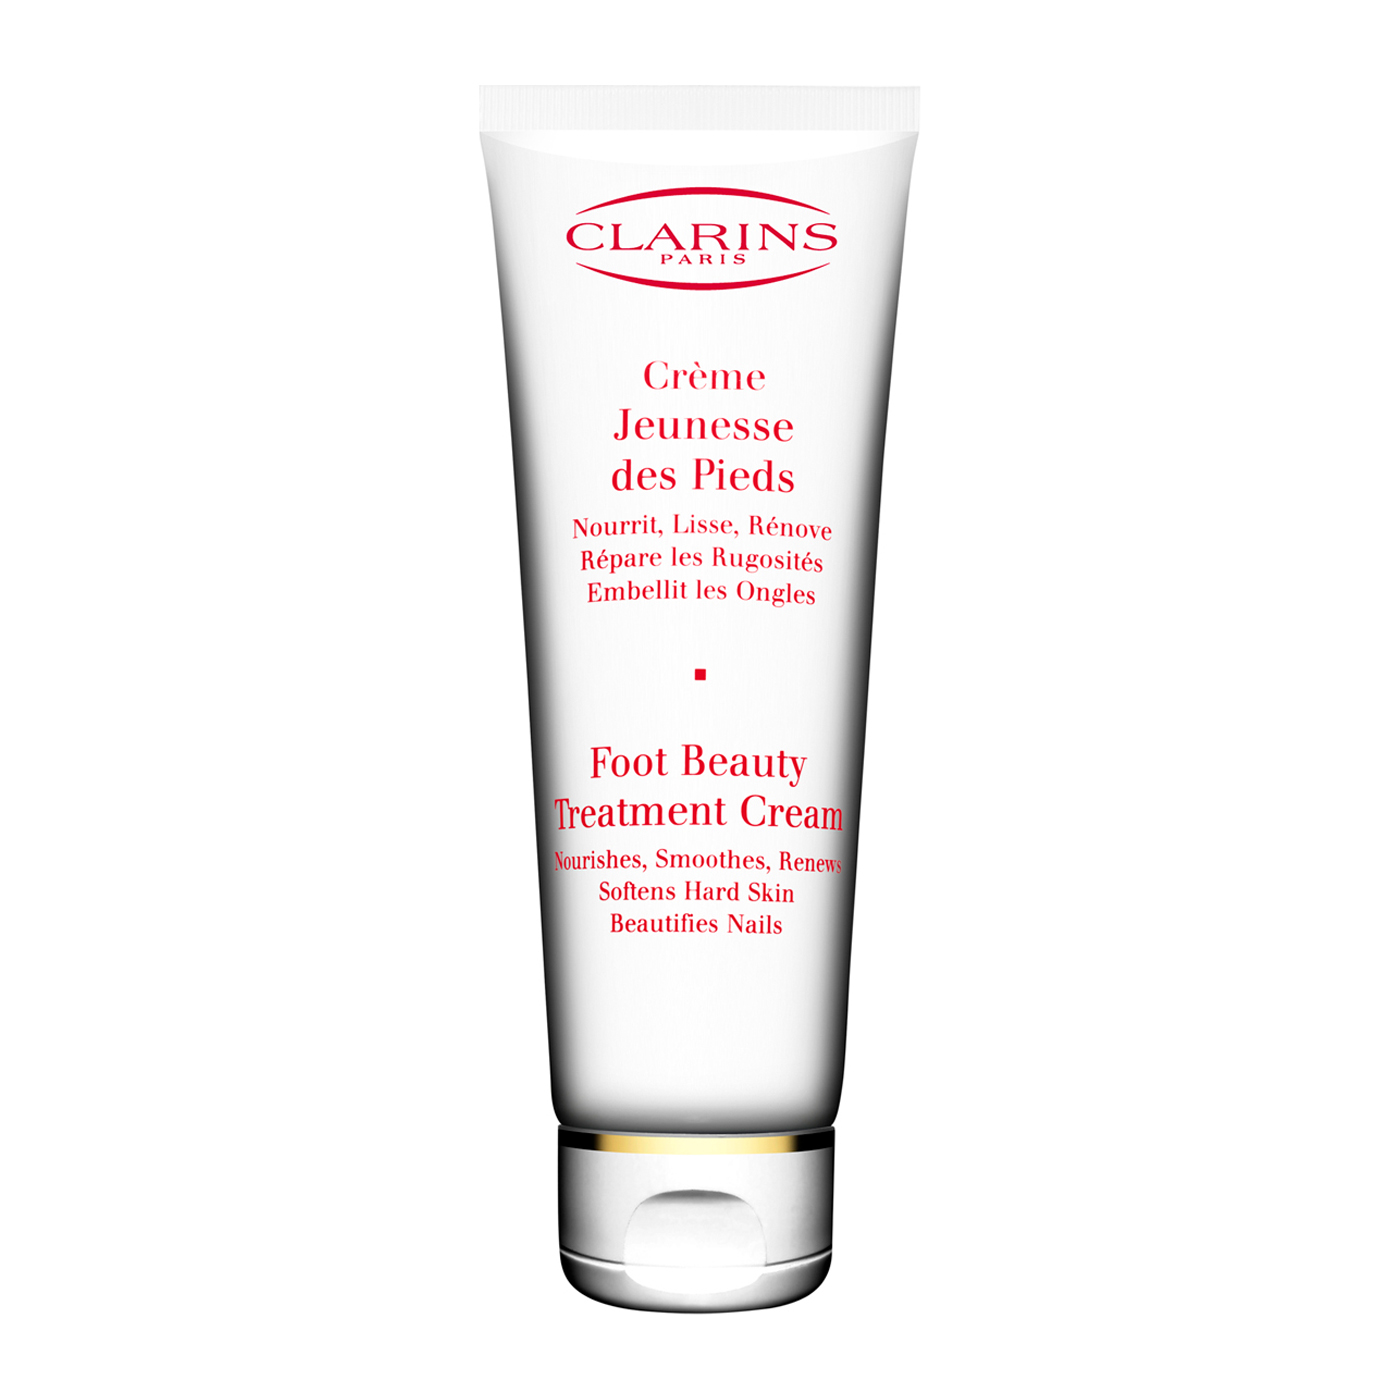 CLARINS
PARIS
Crème
Jeunesse
des Pieds
Nourrit, Lisse, Rénove
Répare les Rugosités
Embellit les Ongles
Foot Beauty
Treatment Cream
Nourishes, Smoothes, Renews
Softens Hard Skin
Beautifies Nails